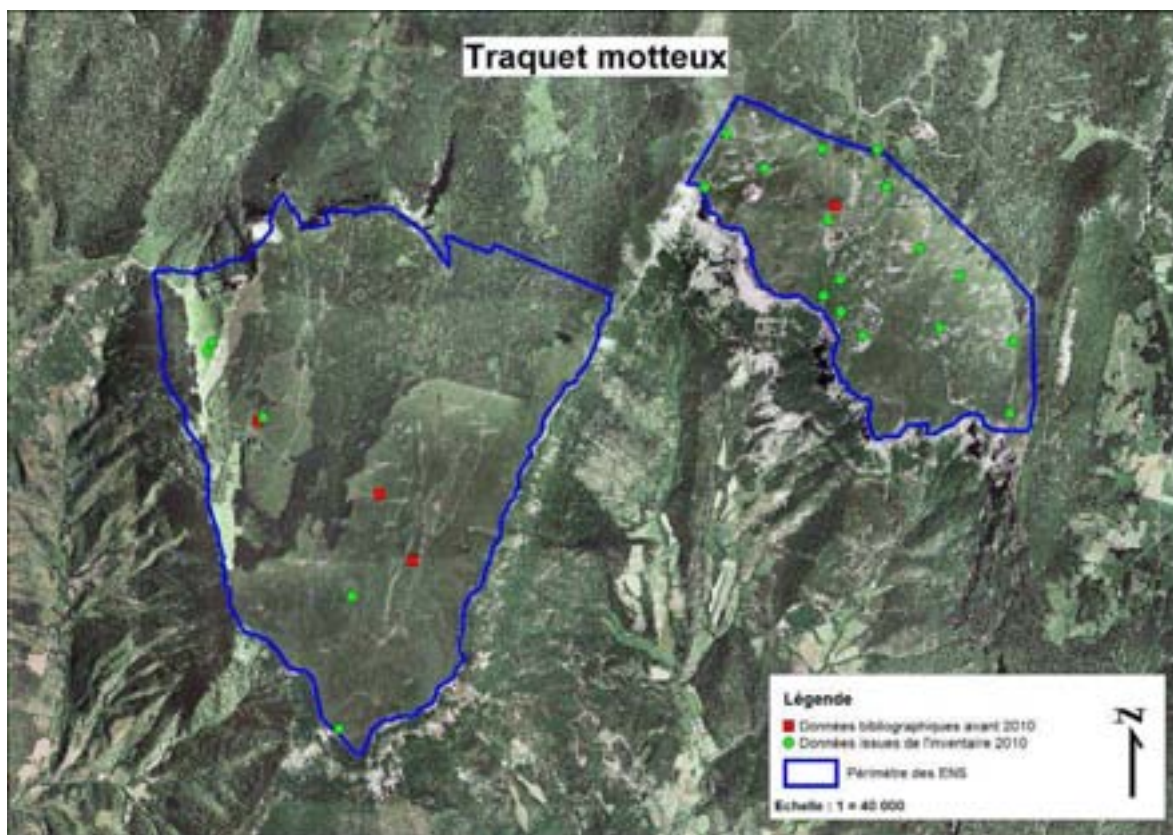 Traquet motteux
Légende
Données bibliographiques avant 2010
Données issues de l'inventaire 2010
Périmètre des ENS
N
Echelle : 1 = 40 000